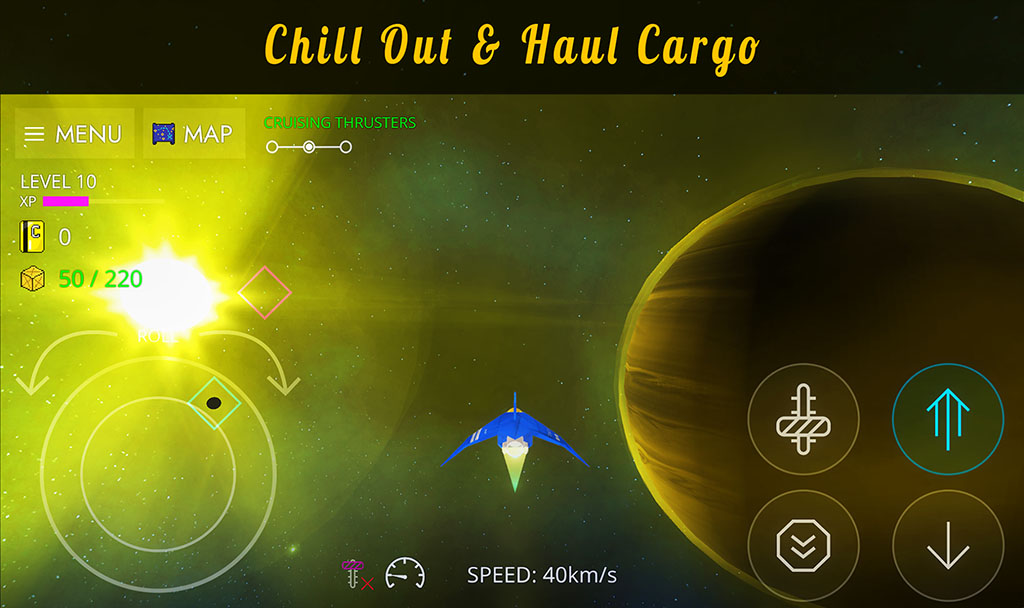 Chill Out & Haul Cargo
MENU
MAP
CRUISING THRUSTERS
LEVEL 10
XP
C
0
50 / 220
ROLL
SPEED: 40km/s